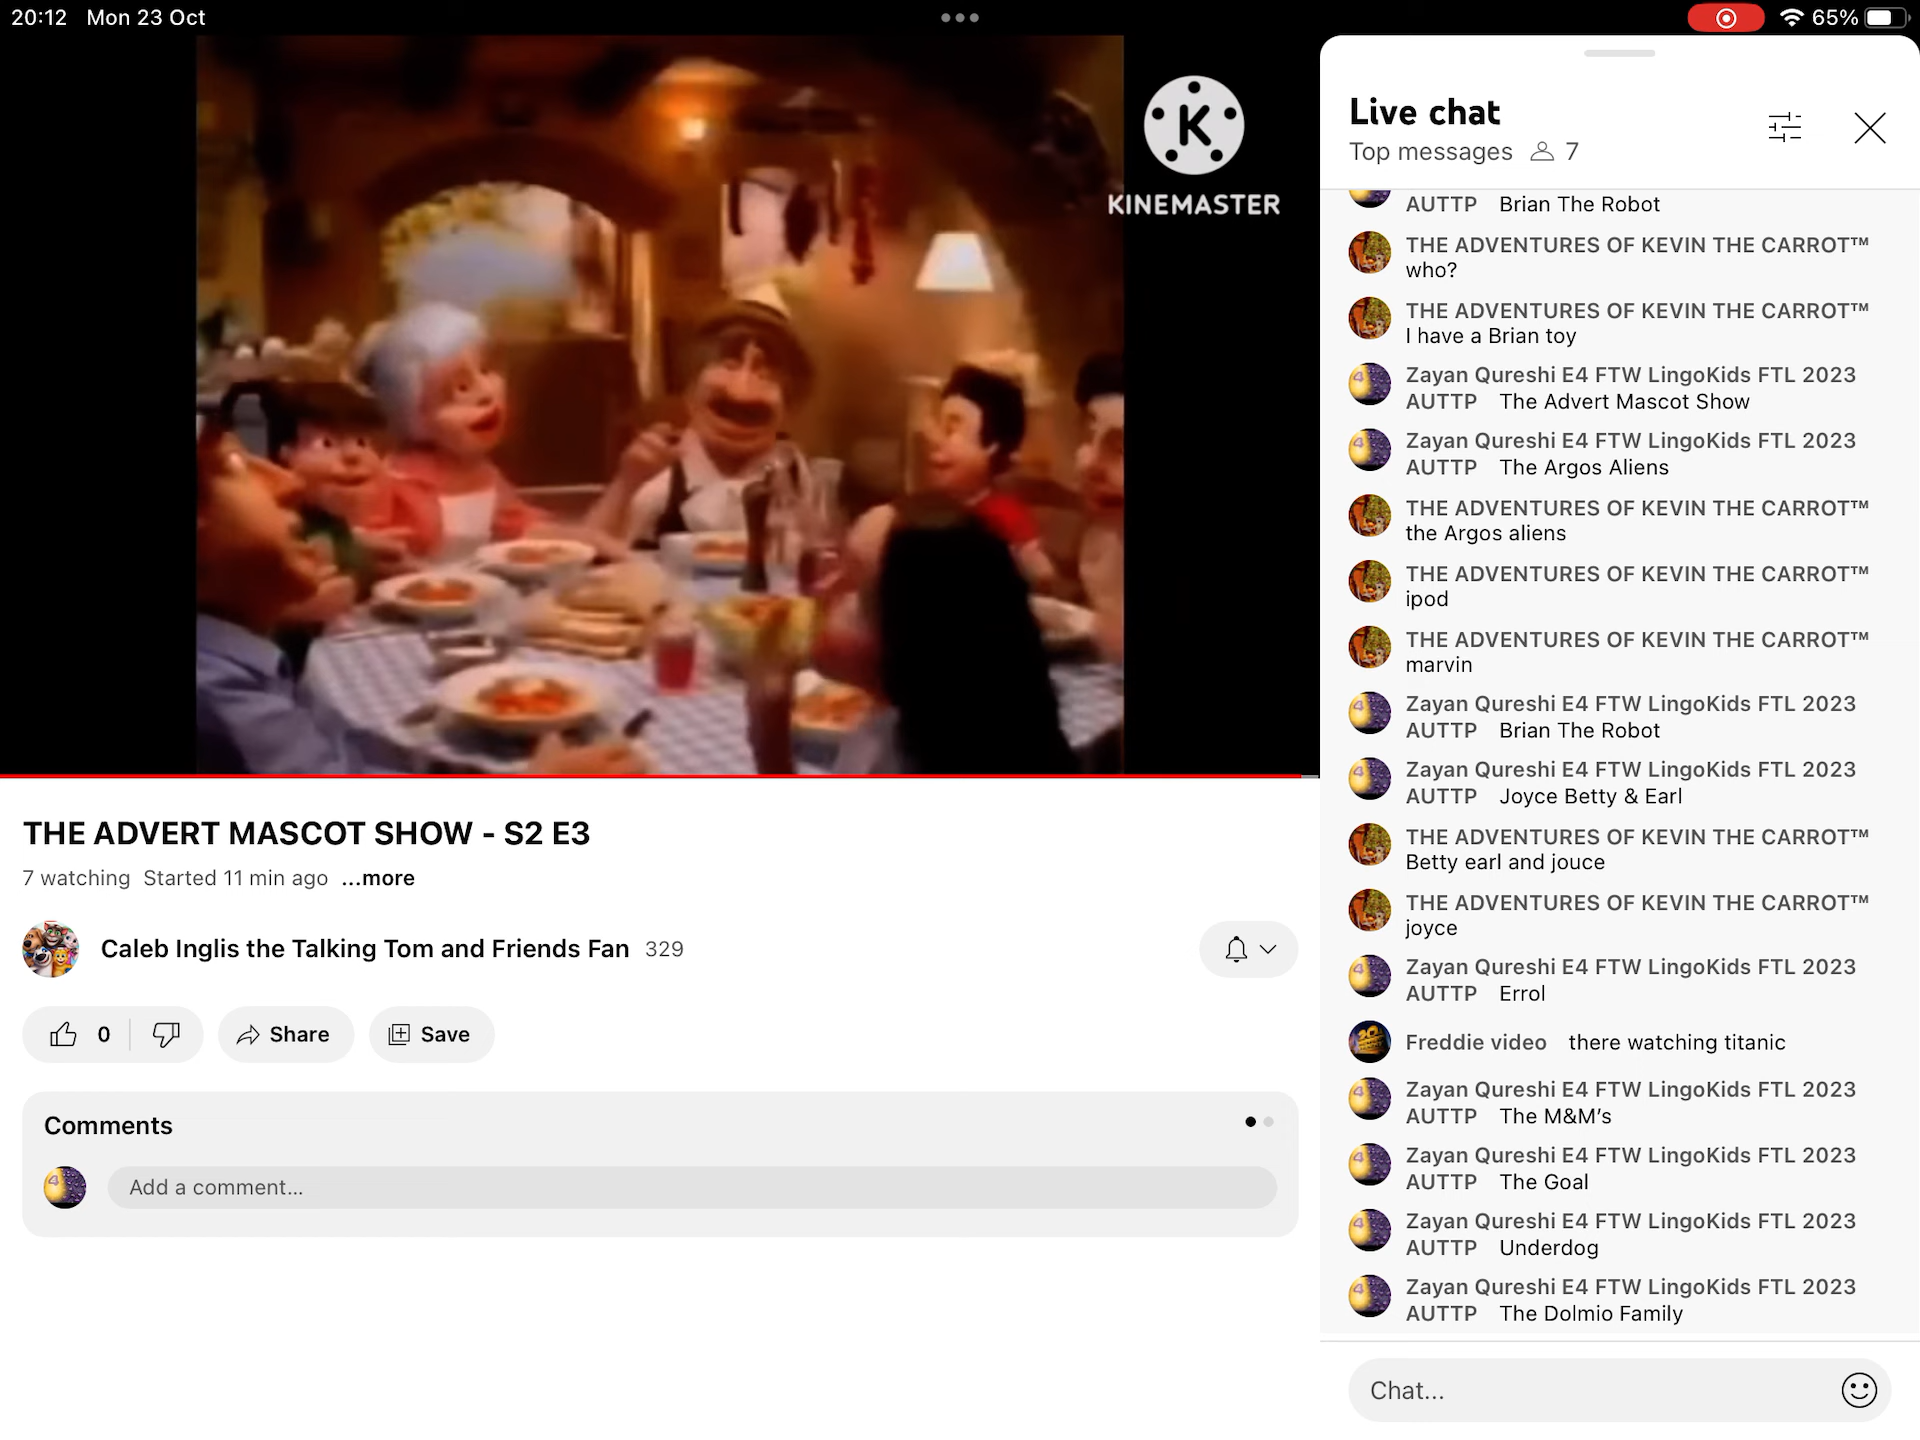 20:12 Mon 23 Oct
65%
K
KINEMASTER
THE ADVERT MASCOT SHOW - S2 E3
7 watching Started 11 min ago ...more
Caleb Inglis the Talking Tom and Friends Fan 329
0
Share
Save
Comments
Add a comment...
Live chat
Top messages 7
AUTTP Brian The Robot
THE ADVENTURES OF KEVIN THE CARROT™
who?
THE ADVENTURES OF KEVIN THE CARROT™
I have a Brian toy
Zayan Qureshi E4 FTW LingoKids FTL 2023
AUTTP The Advert Mascot Show
Zayan Qureshi E4 FTW LingoKids FTL 2023
AUTTP The Argos Aliens
THE ADVENTURES OF KEVIN THE CARROT™
the Argos aliens
THE ADVENTURES OF KEVIN THE CARROT™
ipod
THE ADVENTURES OF KEVIN THE CARROT™
marvin
Zayan Qureshi E4 FTW LingoKids FTL 2023
AUTTP Brian The Robot
Zayan Qureshi E4 FTW LingoKids FTL 2023
AUTTP Joyce Betty & Earl
THE ADVENTURES OF KEVIN THE CARROT™
Betty earl and jouce
THE ADVENTURES OF KEVIN THE CARROT™
joyce
Zayan Qureshi E4 FTW LingoKids FTL 2023
AUTTP Errol
Freddie video there watching titanic
Zayan Qureshi E4 FTW LingoKids FTL 2023
AUTTP The M&M's
Zayan Qureshi E4 FTW LingoKids FTL 2023
AUTTP The Goal
Zayan Qureshi E4 FTW LingoKids FTL 2023
AUTTP Underdog
Zayan Qureshi E4 FTW LingoKids FTL 2023
AUTTP The Dolmio Family
Chat...